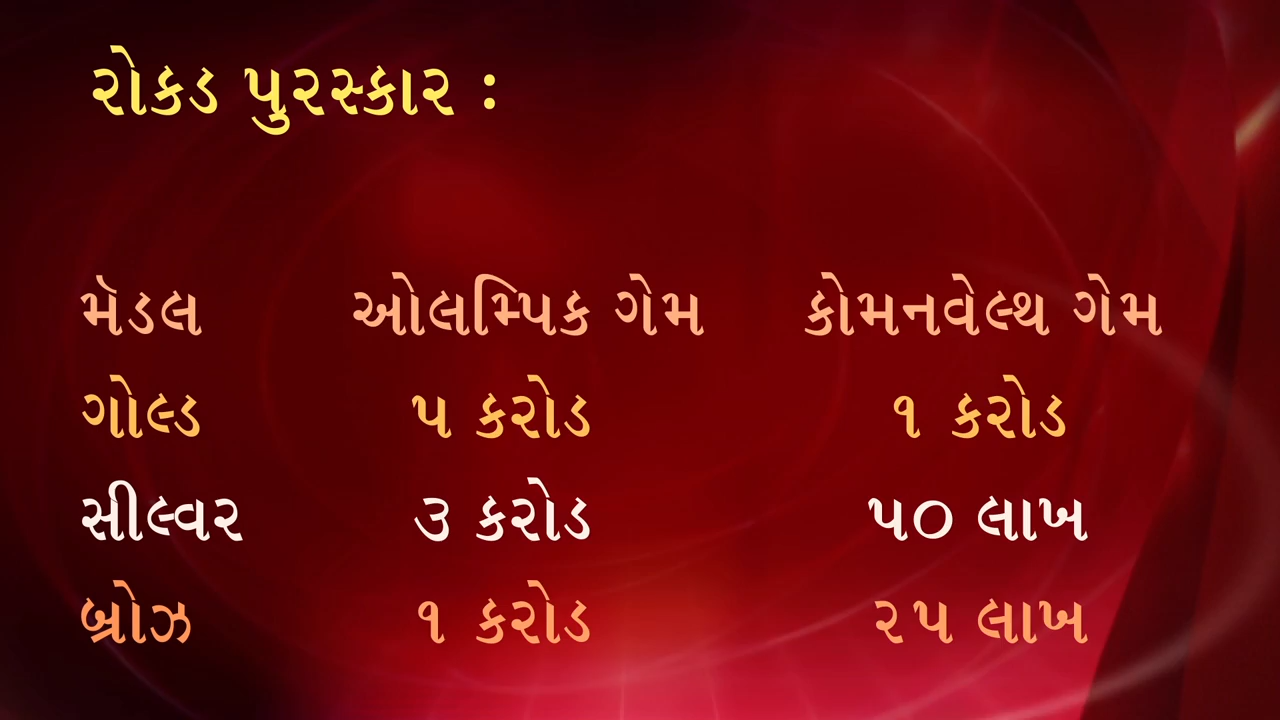 રોકડ પુરસ્કાર :
મૅડલ ઓલમ્પિક ગેમ કોમનવેલ્થ ગેમ
ગોલ્ડ ૫ કરોડ ૧ કરોડ
સીલ્વર ૩ કરોડ ૫૦ લાખ
બ્રોઝ ૧ કરોડ ૨૫ લાખ